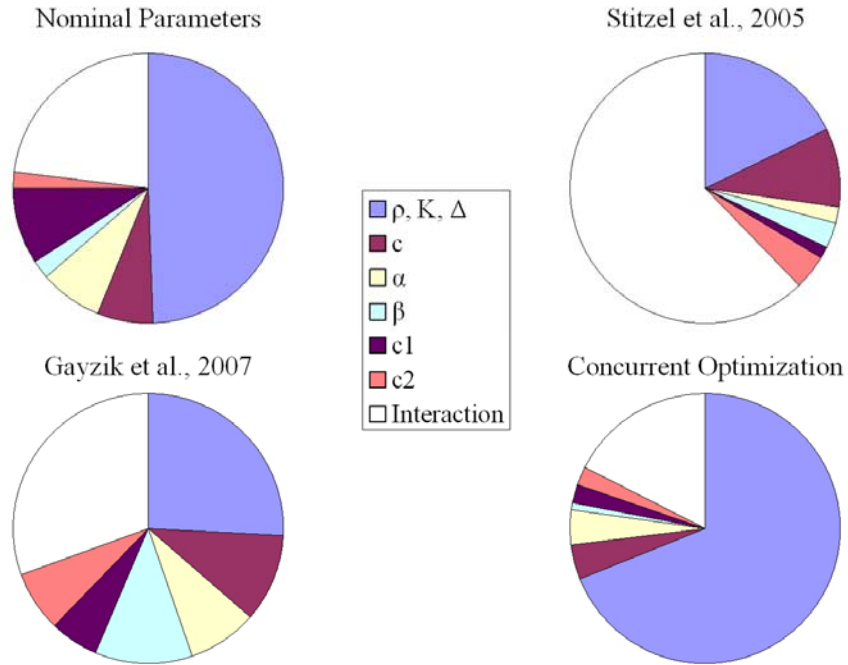 Nominal Parameters
Stitzel et al., 2005
ρ, K, Δ
c
α
β
c1
c2
Interaction
Gayzik et al., 2007
Concurrent Optimization